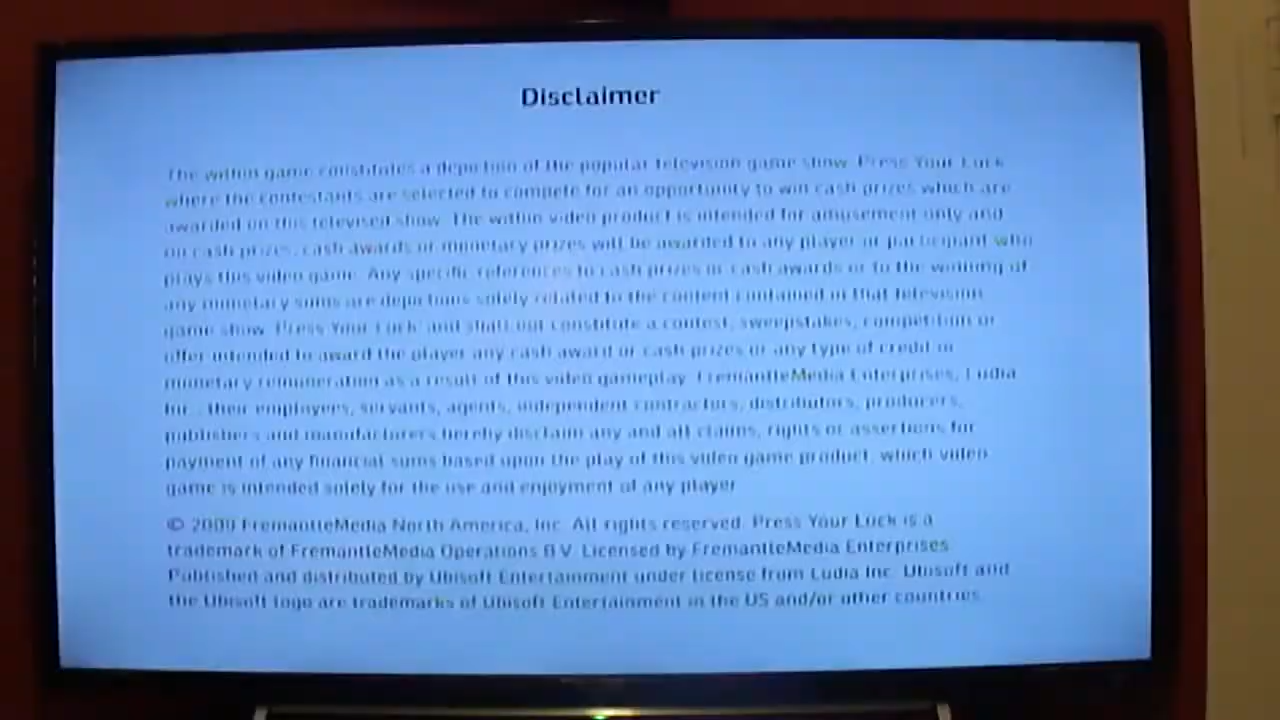 Disclaimer
The within game constitutes a depiction of the popular television game show, Press Your Luck
where the contestants are selected to compete for an opportunity to win cash prizes which are
awarded on this televised show. The within video product is intended for amusement only and
no cash prizes, cash awards or monetary prizes will be awarded to any player or participant who
plays this video game. Any specific references to cash prizes or cash awards or to the winning of
any monetary sums are depictions solely related to the content contained in that television
game show, Press Your Luck, and shall not constitute a contest, sweepstakes, competition or
offer intended to award the player any cash award or cash prizes or any type of credit or
monetary remuneration as a result of this video gameplay. FremantleMedia Enterprises, Ludia
Inc., their employees, servants, agents, independent contractors, distributors, producers,
publishers and manufacturers hereby disclaim any and all claims, rights or assertions for
payment of any financial sums based upon the play of this video game product, which video
game is intended solely for the use and enjoyment of any player.
© 2009 FremantleMedia North America, Inc. All rights reserved. Press Your Luck is a
trademark of FremantleMedia Operations B.V. Licensed by FremantleMedia Enterprises.
Published and distributed by Ubisoft Entertainment under license from Ludia Inc. Ubisoft and
the Ubisoft logo are trademarks of Ubisoft Entertainment in the US and/or other countries.